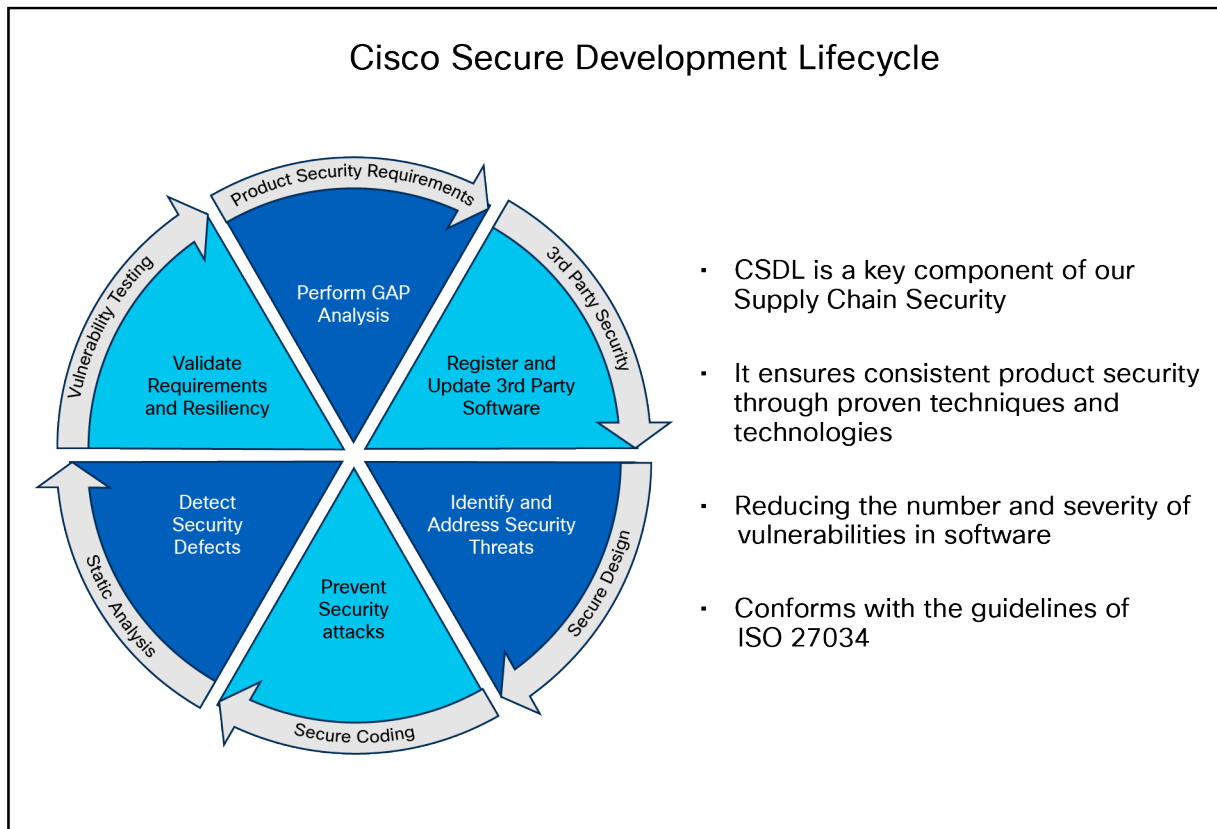 Cisco Secure Development Lifecycle
Product Security Requirements
Perform GAP
Analysis
3rd Party Security
Register and
Update 3rd Party
Software
Secure Design
Identify and
Address Security
Threats
Secure Coding
Prevent
Security
attacks
Static Analysis
Detect
Security
Defects
Vulnerability Testing
Validate
Requirements
and Resiliency
· CSDL is a key component of our
Supply Chain Security
· It ensures consistent product security
through proven techniques and
technologies
· Reducing the number and severity of
vulnerabilities in software
· Conforms with the guidelines of
ISO 27034